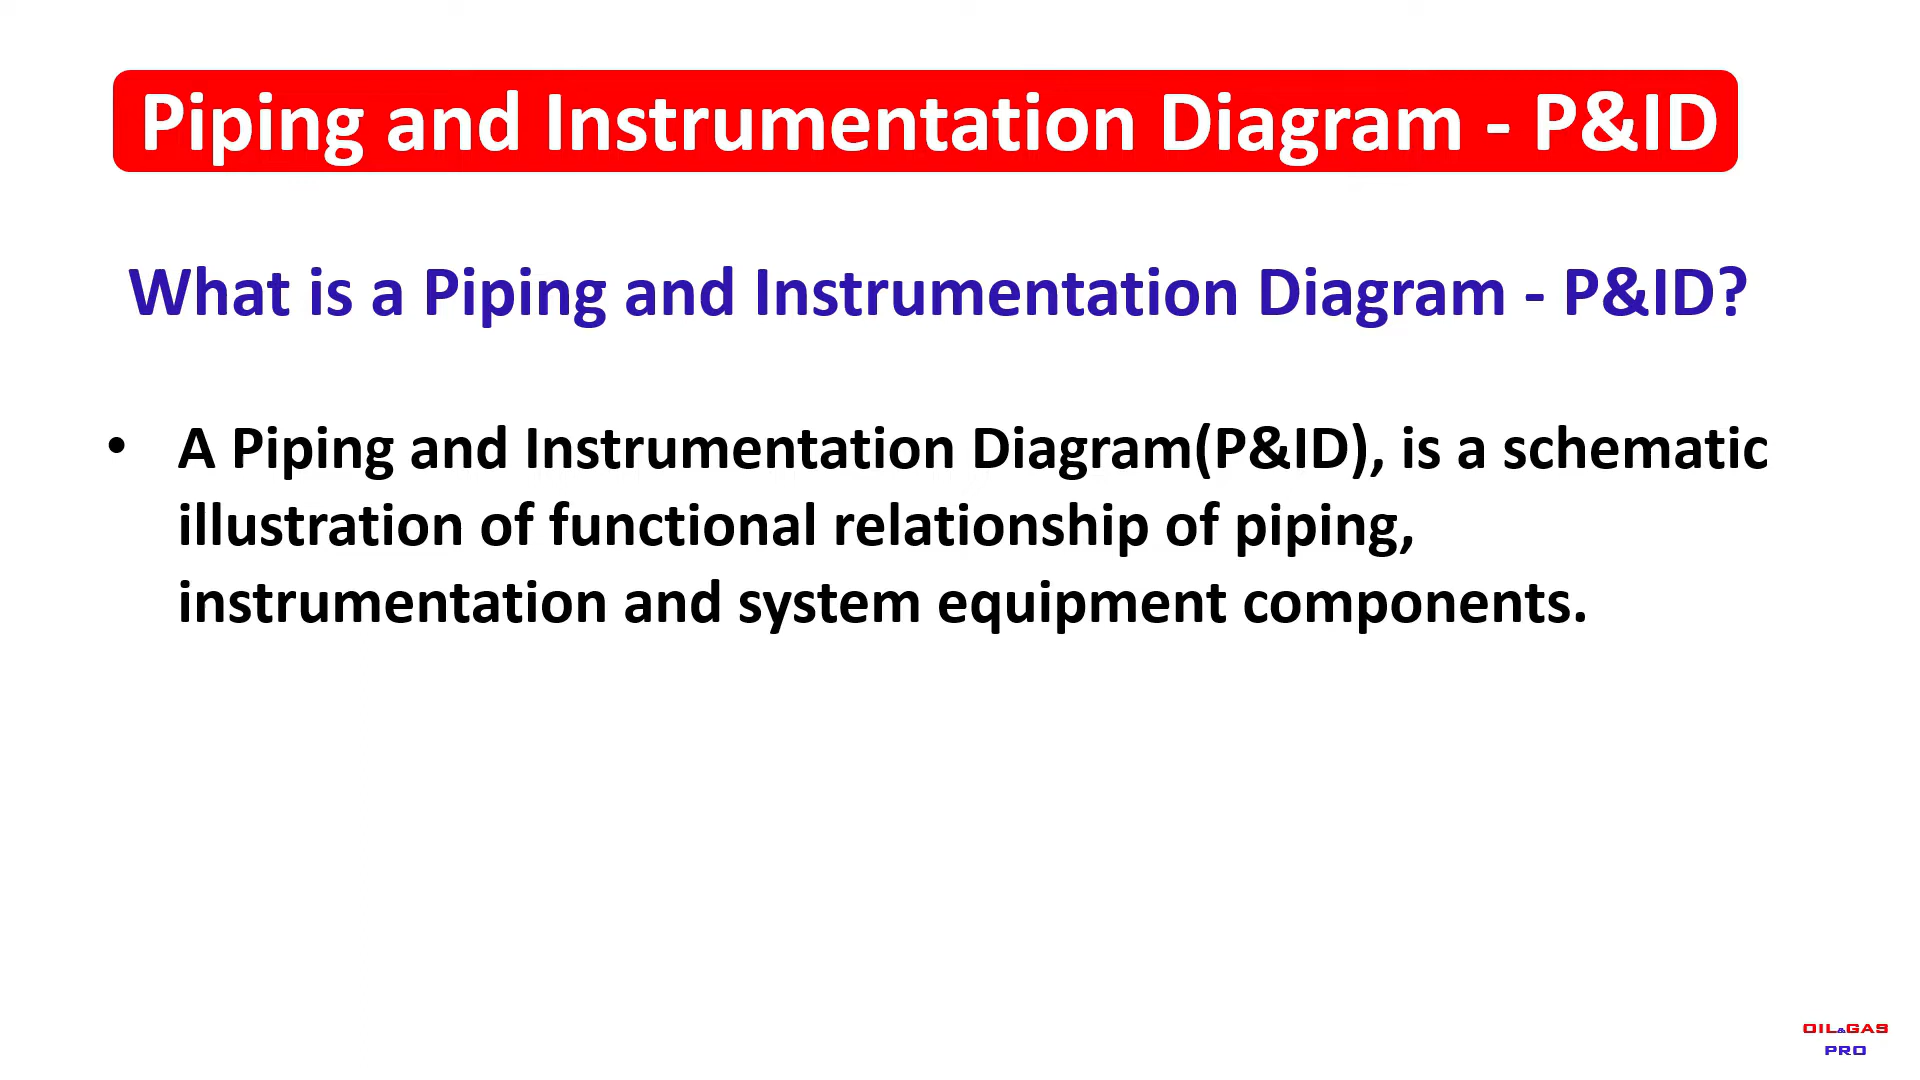 Piping and Instrumentation Diagram - P&ID
What is a Piping and Instrumentation Diagram - P&ID?
• A Piping and Instrumentation Diagram(P&ID), is a schematic
illustration of functional relationship of piping,
instrumentation and system equipment components.
OIL&GAS
PRO